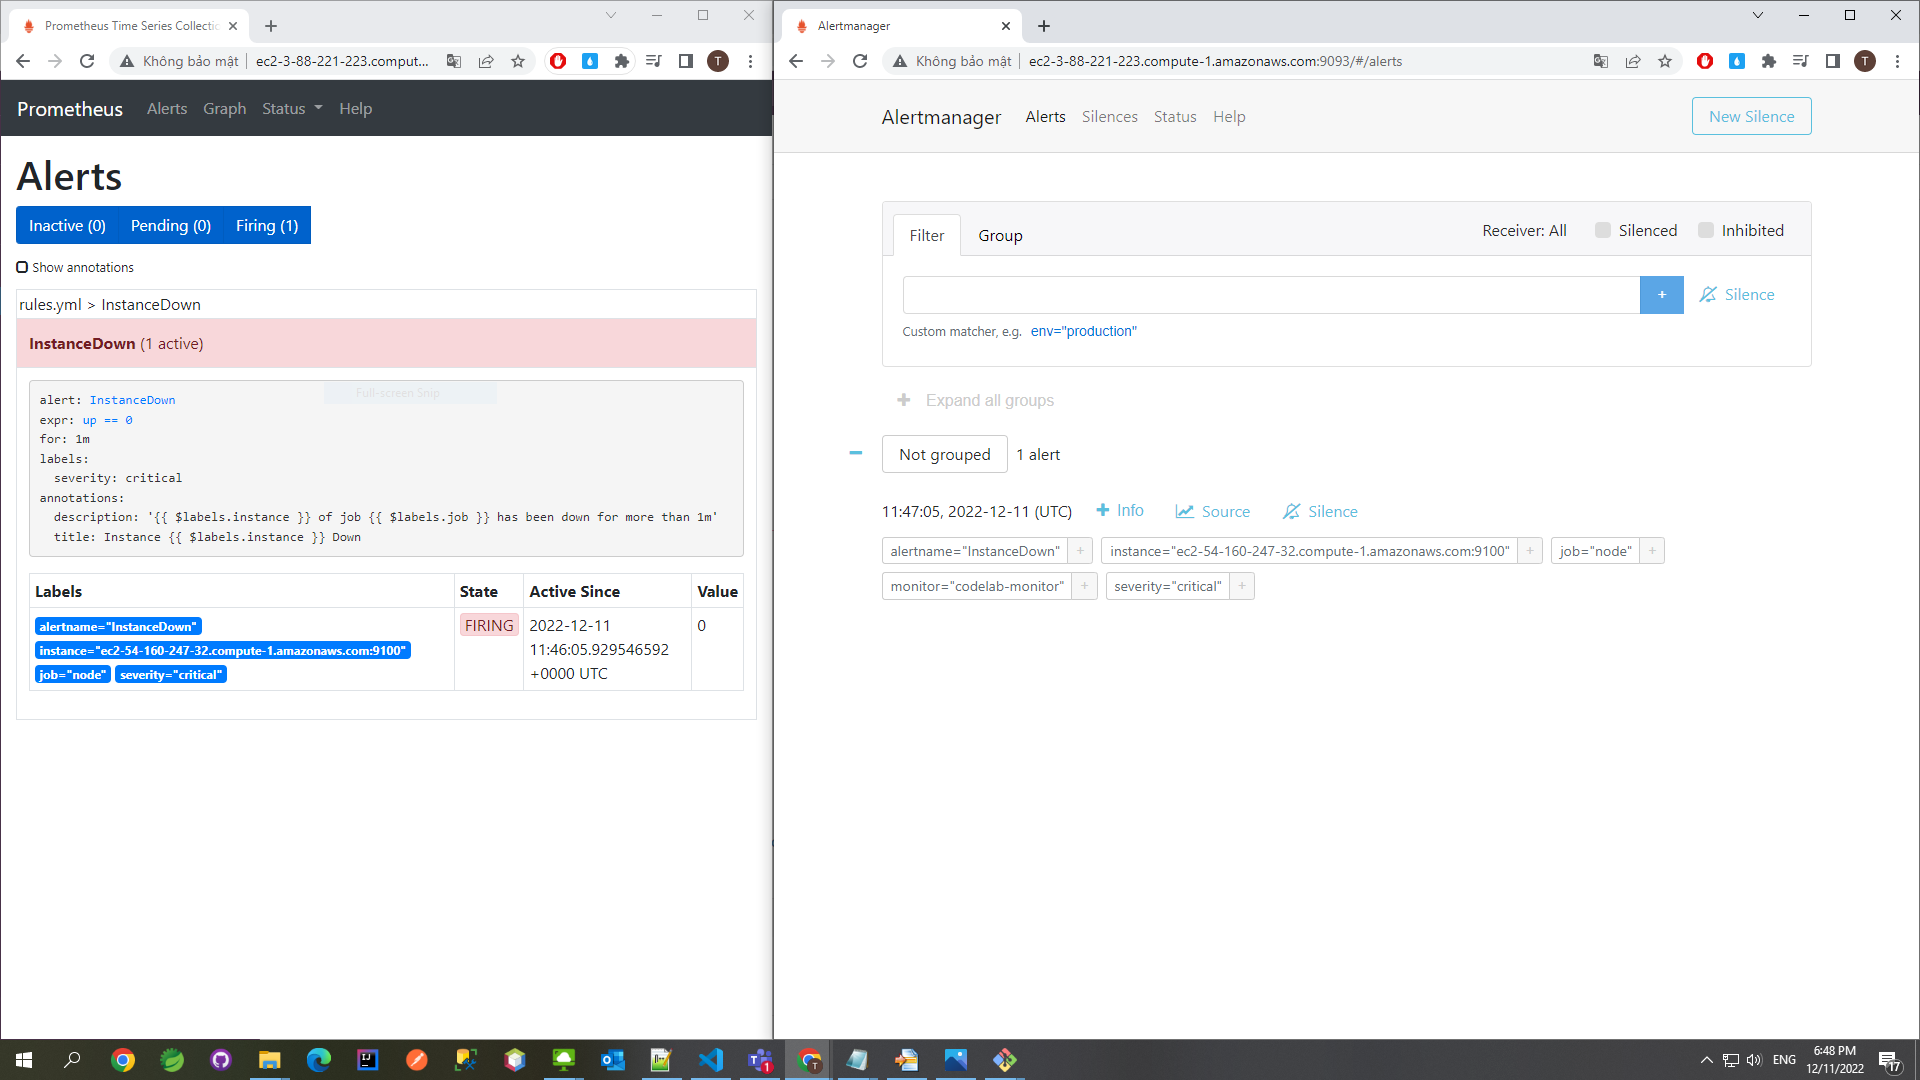 Prometheus Time Series Collectio
Không bảo mật
ec2-3-88-221-223.comput...
T
Prometheus
Alerts
Graph
Status
Help
Alerts
Inactive (0)
Pending (0)
Firing (1)
Show annotations
rules.yml > InstanceDown
InstanceDown (1 active)
Full-screen Snip
alert: InstanceDown
expr: up == 0
for: 1m
labels:
severity: critical
annotations:
description: '{{ $labels.instance }} of job {{ $labels.job }} has been down for more than 1m'
title: Instance {{ $labels.instance }} Down
Labels
State
Active Since
Value
alertname="InstanceDown"
instance="ec2-54-160-247-32.compute-1.amazonaws.com:9100"
job="node" severity="critical"
FIRING
2022-12-11
11:46:05.929546592
+0000 UTC
0
Alertmanager
Không bảo mật
ec2-3-88-221-223.compute-1.amazonaws.com:9093/#/alerts
T
Alertmanager
Alerts
Silences
Status
Help
New Silence
Filter
Group
Receiver: All
Silenced
Inhibited
+
Silence
Custom matcher, e.g. env="production"
+ Expand all groups
Not grouped
1 alert
11:47:05, 2022-12-11 (UTC)
+ Info
Source
Silence
alertname="InstanceDown" +
instance="ec2-54-160-247-32.compute-1.amazonaws.com:9100" +
job="node" +
monitor="codelab-monitor" +
severity="critical" +
IJ
1
T
ENG
6:48 PM
12/11/2022
17